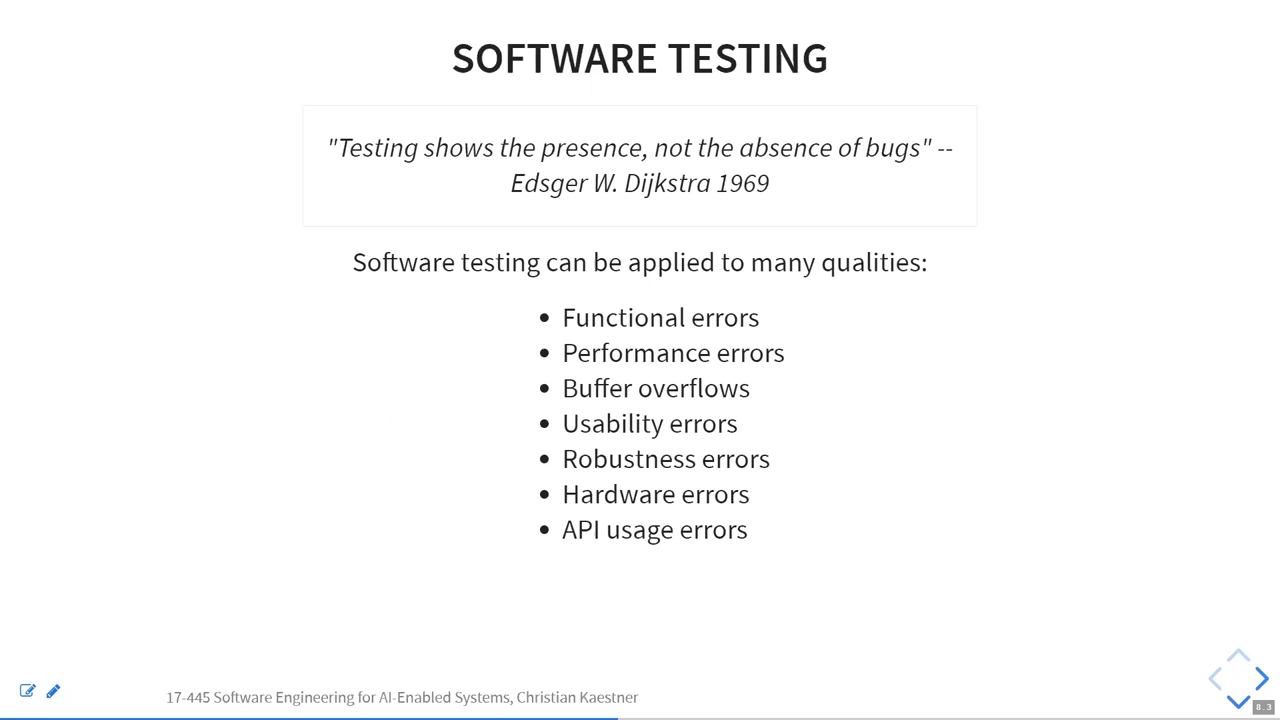 SOFTWARE TESTING
"Testing shows the presence, not the absence of bugs" --
Edsger W. Dijkstra 1969
Software testing can be applied to many qualities:
• Functional errors
• Performance errors
• Buffer overflows
• Usability errors
• Robustness errors
• Hardware errors
• API usage errors
17-445 Software Engineering for AI-Enabled Systems, Christian Kaestner
8.3